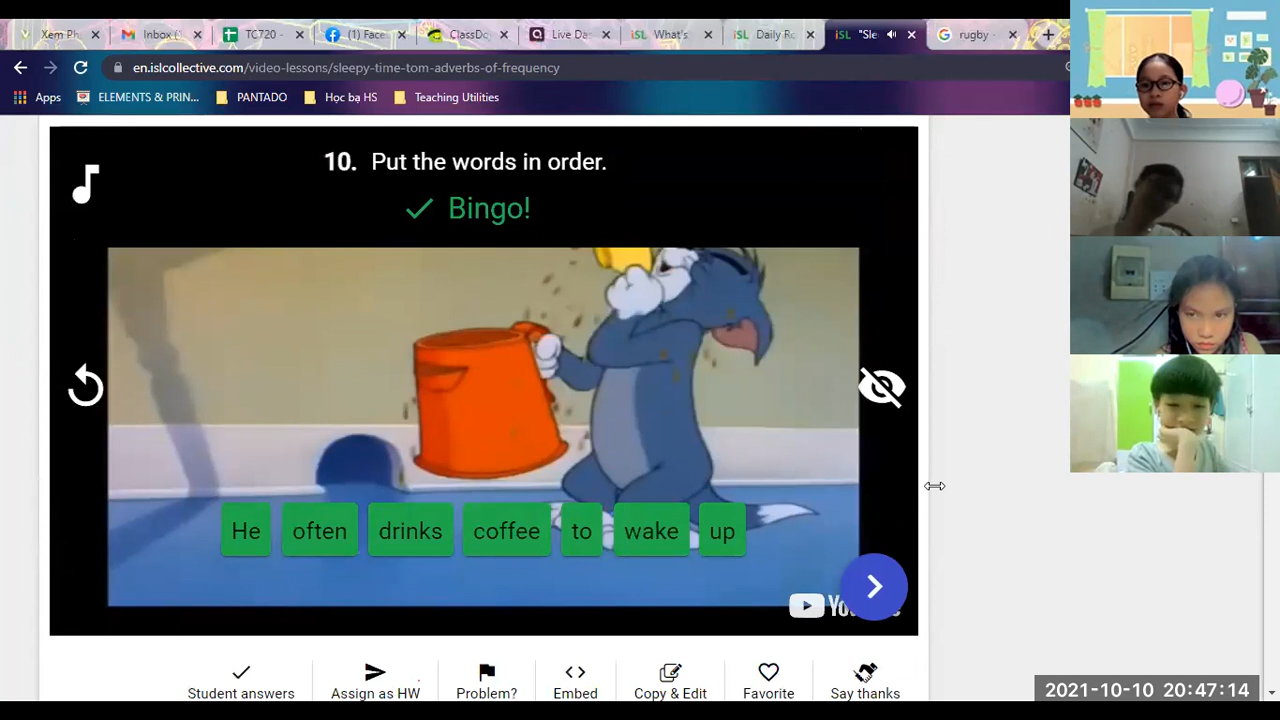 Xem Ph
Inbox (
TC720 -
(1) Face
ClassDo
Live Da
What's
Daily Ro
"Sle
rugby -
en.islcollective.com/video-lessons/sleepy-time-tom-adverbs-of-frequency
Apps
ELEMENTS & PRIN...
PANTADO
Học bạ HS
Teaching Utilities
10. Put the words in order.
Bingo!
He often drinks coffee to wake up
Student answers
Assign as HW
Problem?
Embed
Copy & Edit
Favorite
Say thanks
2021-10-10 20:47:14